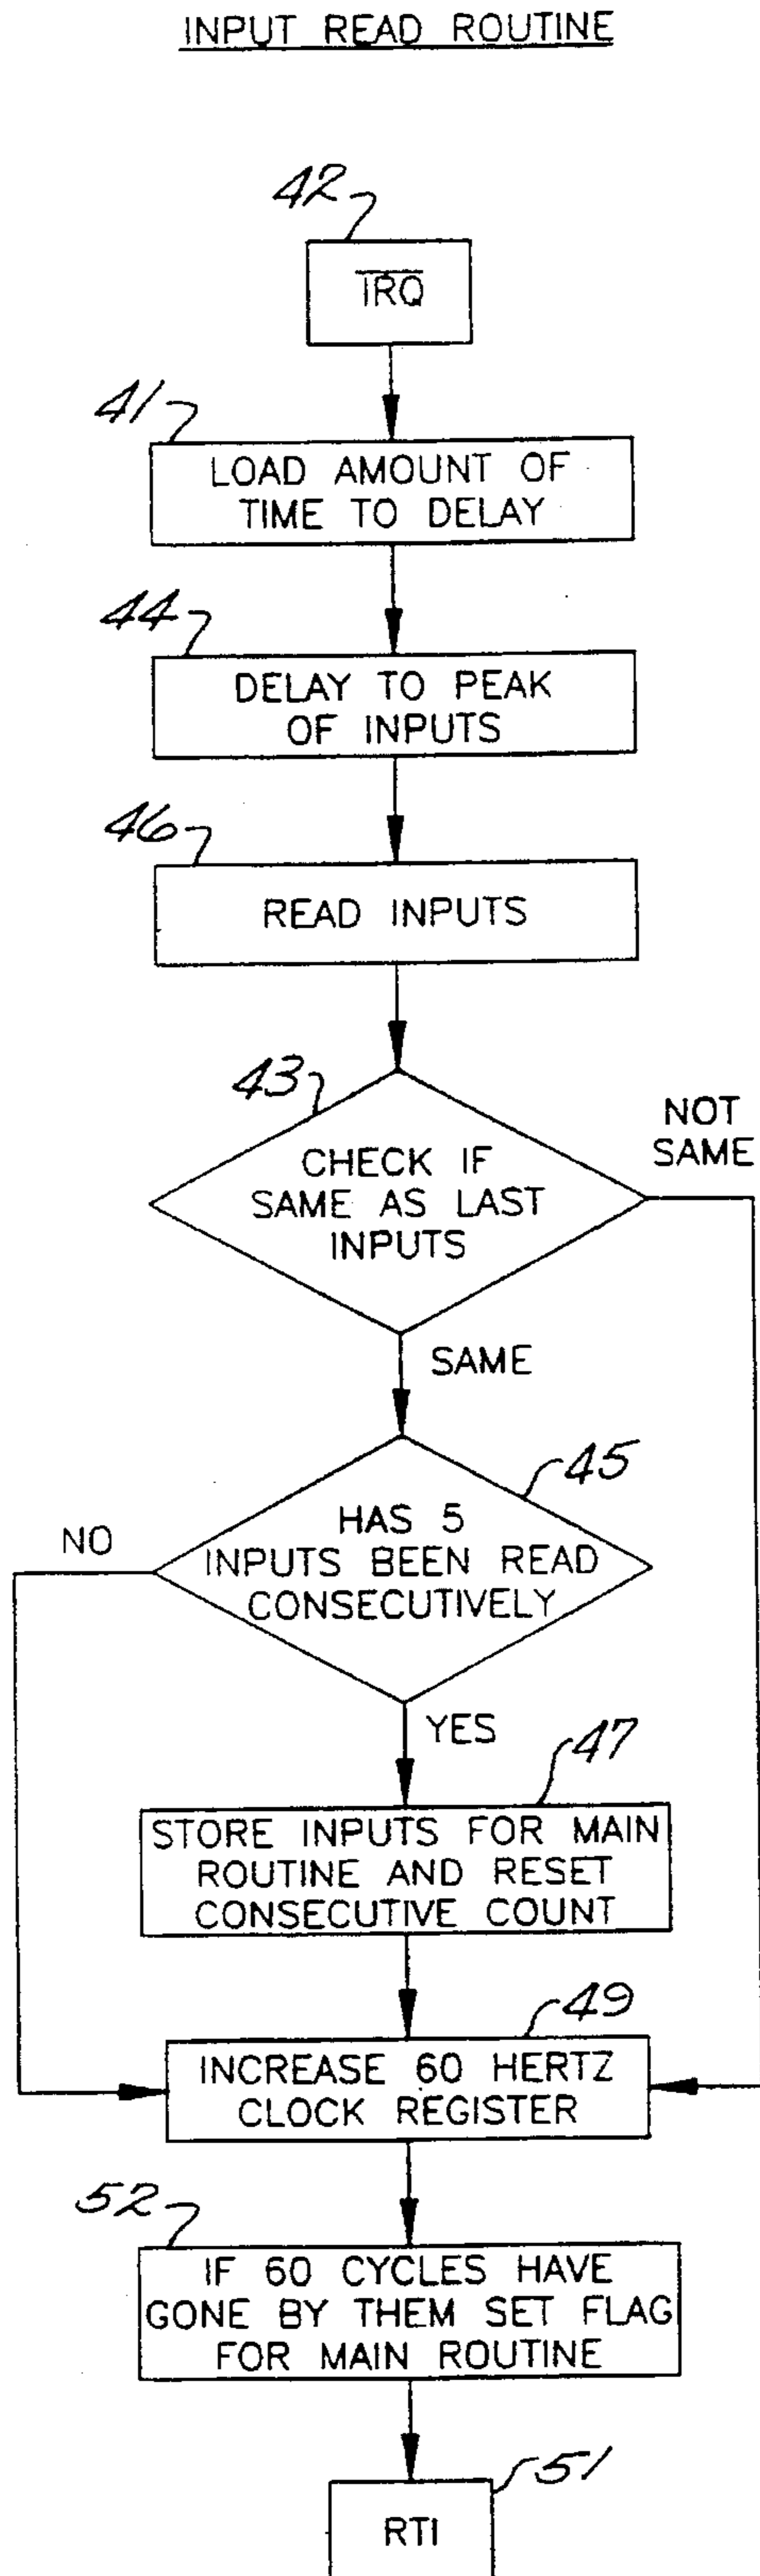 INPUT READ ROUTINE
42
IRQ
41
LOAD AMOUNT OF
TIME TO DELAY
44
DELAY TO PEAK
OF INPUTS
46
READ INPUTS
43
CHECK IF
SAME AS LAST
INPUTS
NOT
SAME
SAME
45
HAS 5
INPUTS BEEN READ
CONSECUTIVELY
NO
YES
47
STORE INPUTS FOR MAIN
ROUTINE AND RESET
CONSECUTIVE COUNT
49
INCREASE 60 HERTZ
CLOCK REGISTER
52
IF 60 CYCLES HAVE
GONE BY THEM SET FLAG
FOR MAIN ROUTINE
51
RTI